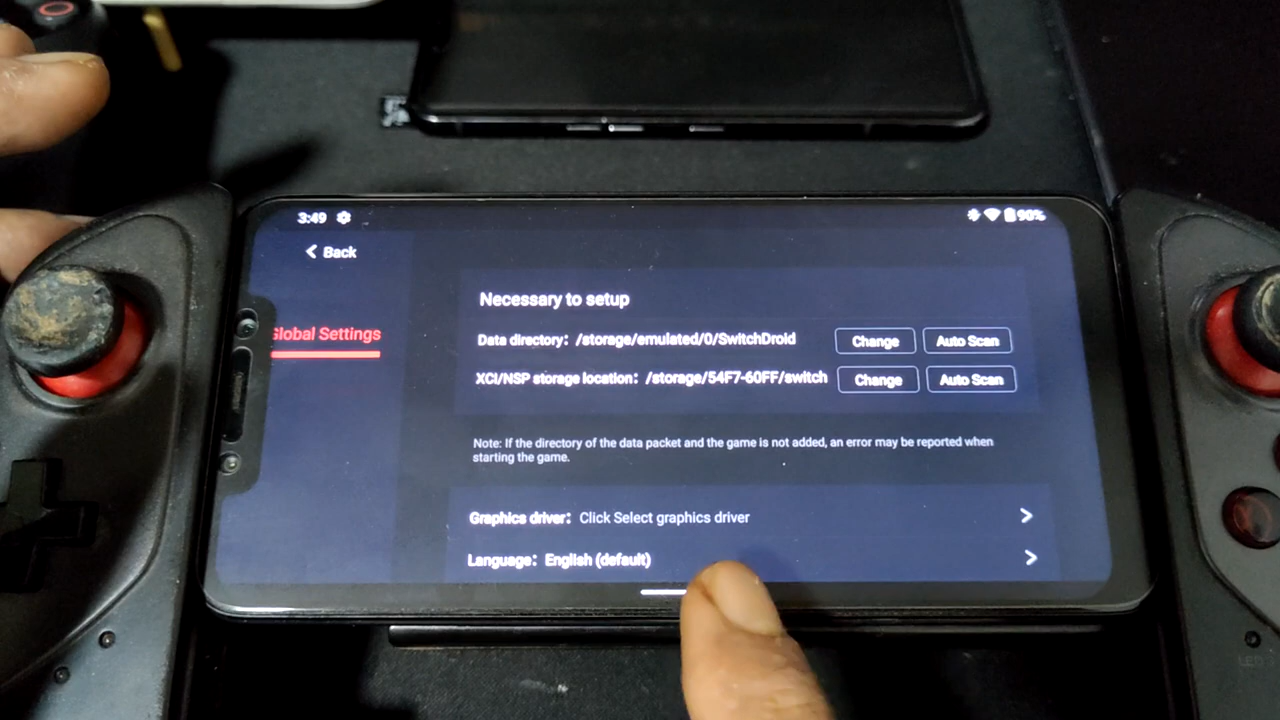 3:49
90%
Back
Global Settings
Necessary to setup
Data directory: /storage/emulated/0/SwitchDroid
Change
Auto Scan
XCI/NSP storage location: /storage/54F7-60FF/switch
Change
Auto Scan
Note: If the directory of the data packet and the game is not added, an error may be reported when
starting the game.
Graphics driver: Click Select graphics driver
Language: English (default)